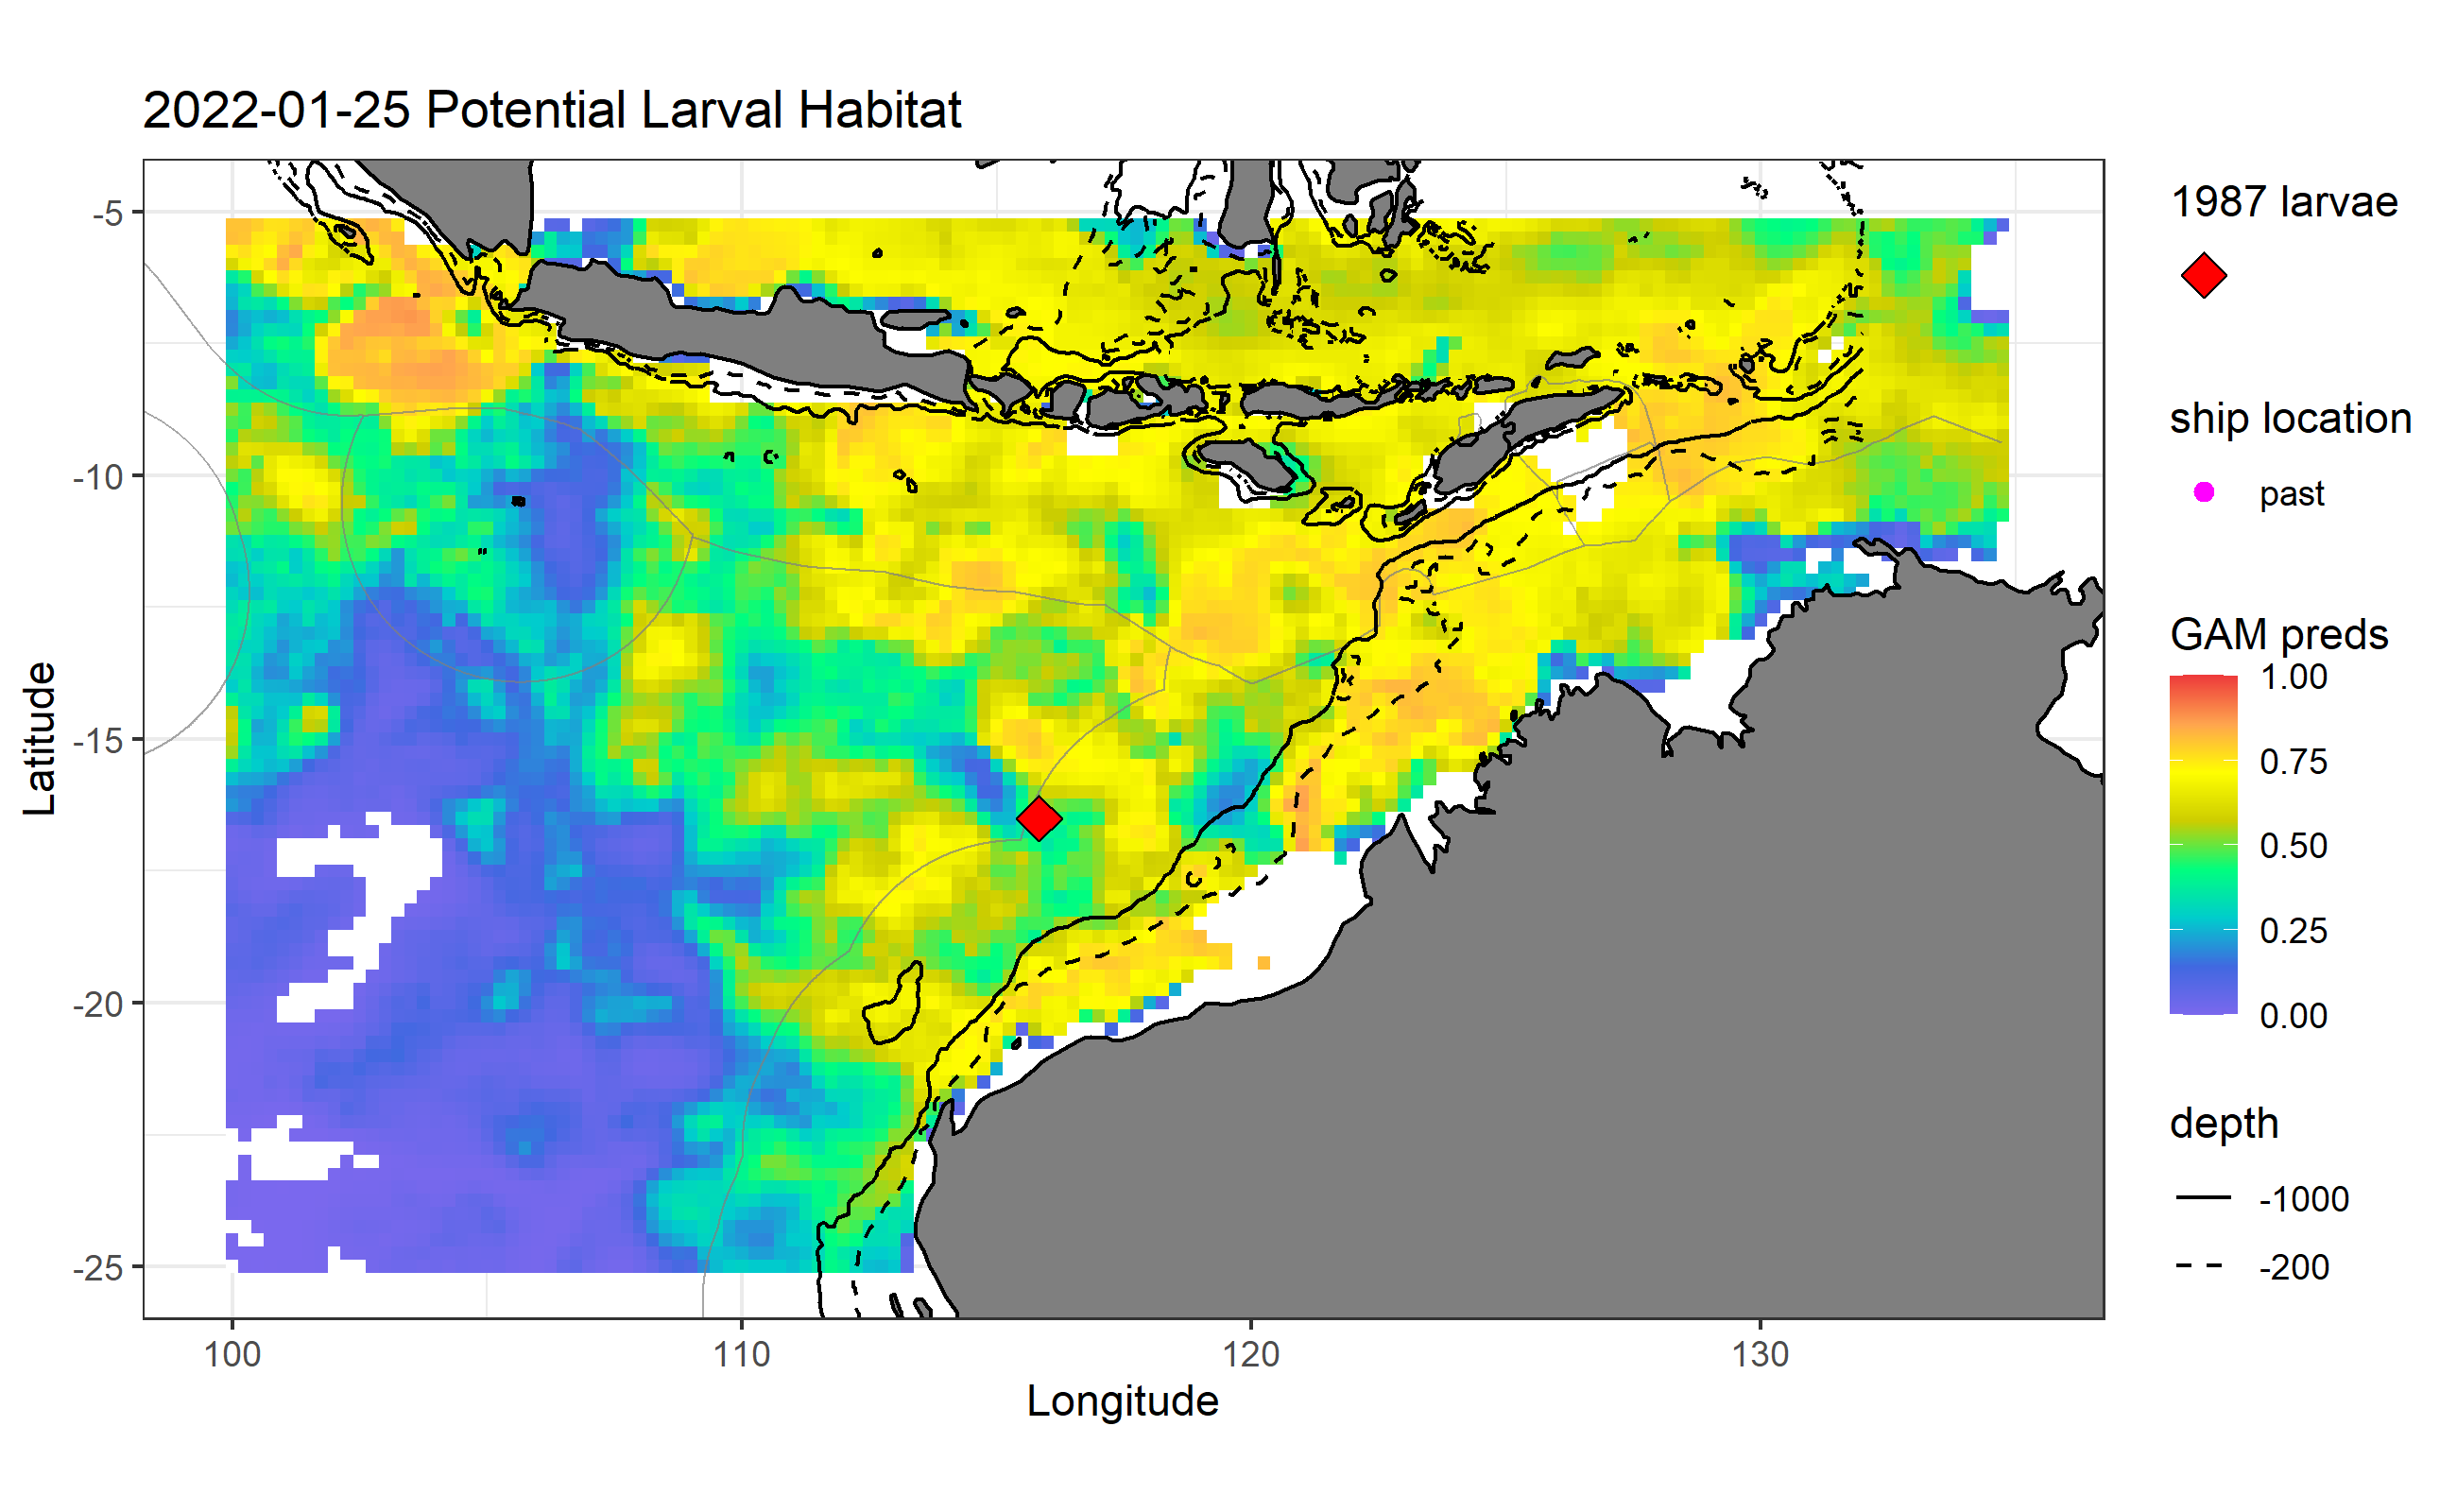 2022-01-25 Potential Larval Habitat
-5
-10
-15
-20
-25
Latitude
100
110
120
130
Longitude
1987 larvae
ship location
past
GAM preds
1.00
0.75
0.50
0.25
0.00
depth
-1000
-200